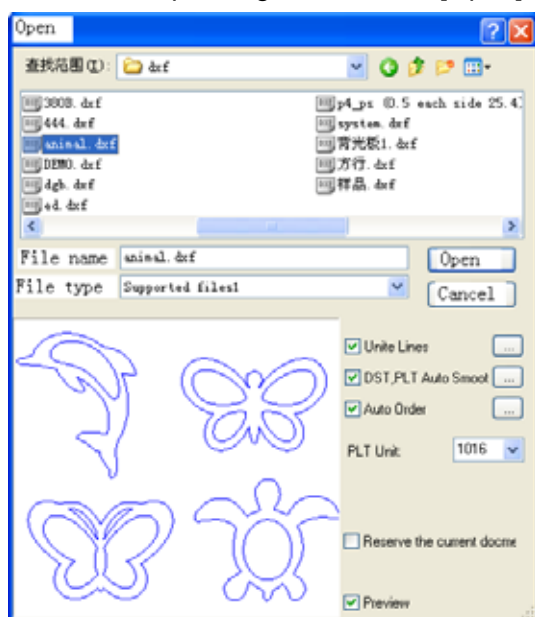 Open
查找范围(I): dxf
380B.dxf
444.dxf
animal.dxf
DEMO.dxf
dgb.dxf
ed.dxf
p4_ps (0.5 each side 25.4)
system.dxf
背光板1.dxf
方行.dxf
样品.dxf
File name animal.dxf Open
File type Supported files1 Cancel
Unite Lines ...
DST,PLT Auto Smoot ...
Auto Order ...
PLT Unit: 1016
Reserve the current docme
Preview